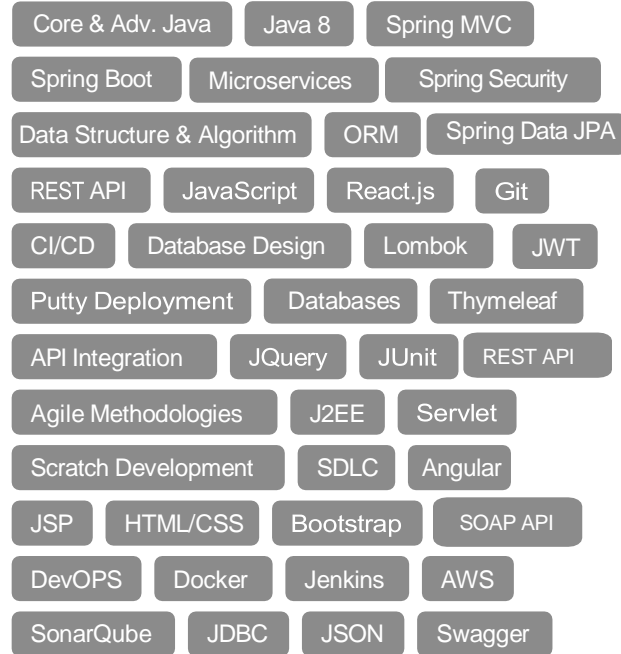 Core & Adv. Java Java 8 Spring MVC
Spring Boot Microservices Spring Security
Data Structure & Algorithm ORM Spring Data JPA
REST API JavaScript React.js Git
CI/CD Database Design Lombok JWT
Putty Deployment Databases Thymeleaf
API Integration JQuery JUnit REST API
Agile Methodologies J2EE Servlet
Scratch Development SDLC Angular
JSP HTML/CSS Bootstrap SOAP API
DevOPS Docker Jenkins AWS
SonarQube JDBC JSON Swagger